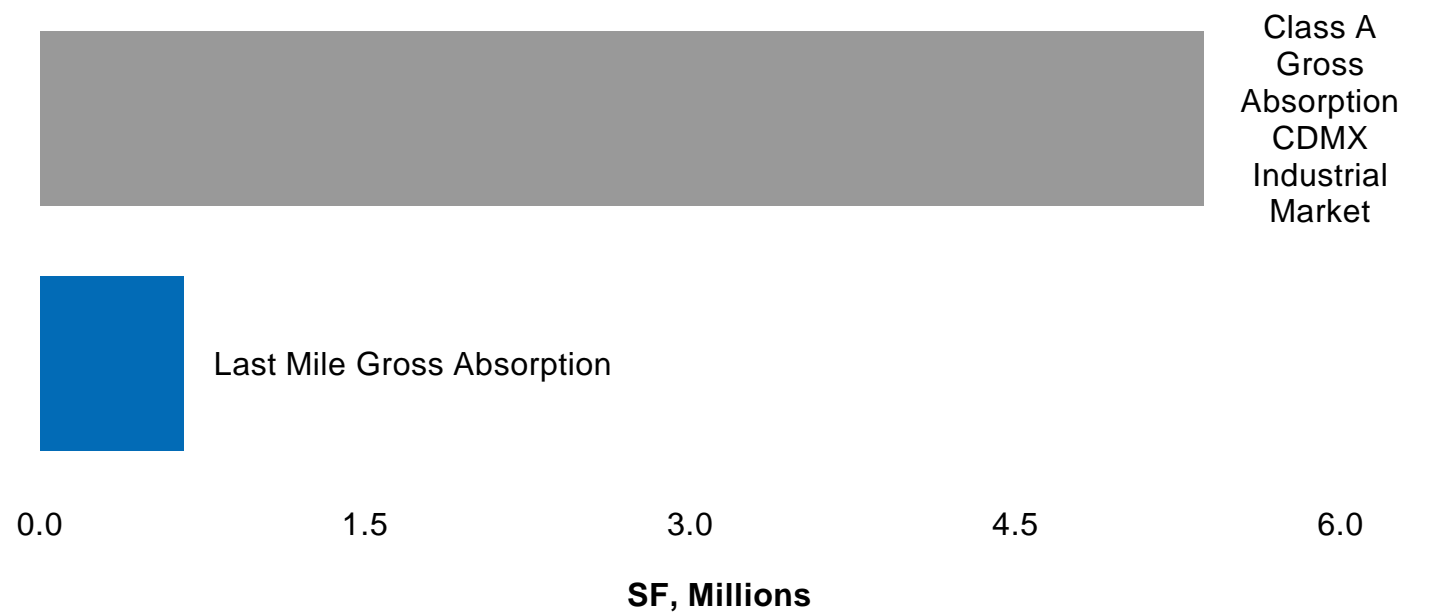 Class A
Gross
Absorption
CDMX
Industrial
Market
Last Mile Gross Absorption
0.0 1.5 3.0 4.5 6.0
SF, Millions